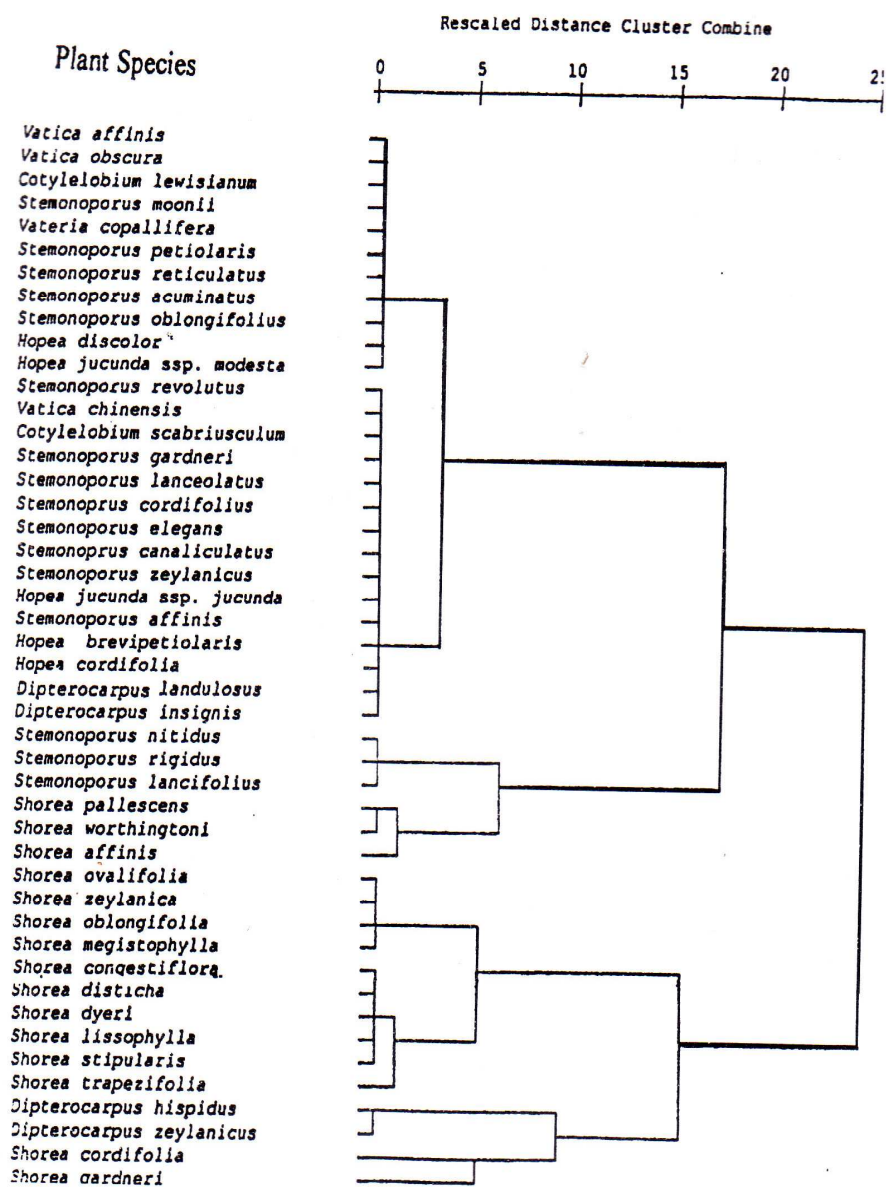 Rescaled Distance Cluster Combine
Plant Species
0 5 10 15 20
Vatica affinis
Vatica obscura
Cotylelobium lewisianum
Stemonoporus moonii
Vateria copallifera
Stemonoporus petiolaris
Stemonoporus reticulatus
Stemonoporus acuminatus
Stemonoporus oblongifolius
Hopea discolor
Hopea jucunda ssp. modesta
Stemonoporus revolutus
Vatica chinensis
Cotylelobium scabriusculum
Stemonoporus gardneri
Stemonoporus lanceolatus
Stemonoprus cordifolius
Stemonoporus elegans
Stemonoprus canaliculatus
Stemonoporus zeylanicus
Hopea jucunda ssp. jucunda
Stemonoporus affinis
Hopea brevipetiolaris
Hopea cordifolia
Dipterocarpus landulosus
Dipterocarpus insignis
Stemonoporus nitidus
Stemonoporus rigidus
Stemonoporus lancifolius
Shorea pallescens
Shorea worthingtoni
Shorea affinis
Shorea ovalifolia
Shorea zeylanica
Shorea oblongifolia
Shorea megistophylla
Shorea congestiflora
Shorea disticha
Shorea dyeri
Shorea lissophylla
Shorea stipularis
Shorea trapezifolia
Dipterocarpus hispidus
Dipterocarpus zeylanicus
Shorea cordifolia
Shorea gardneri